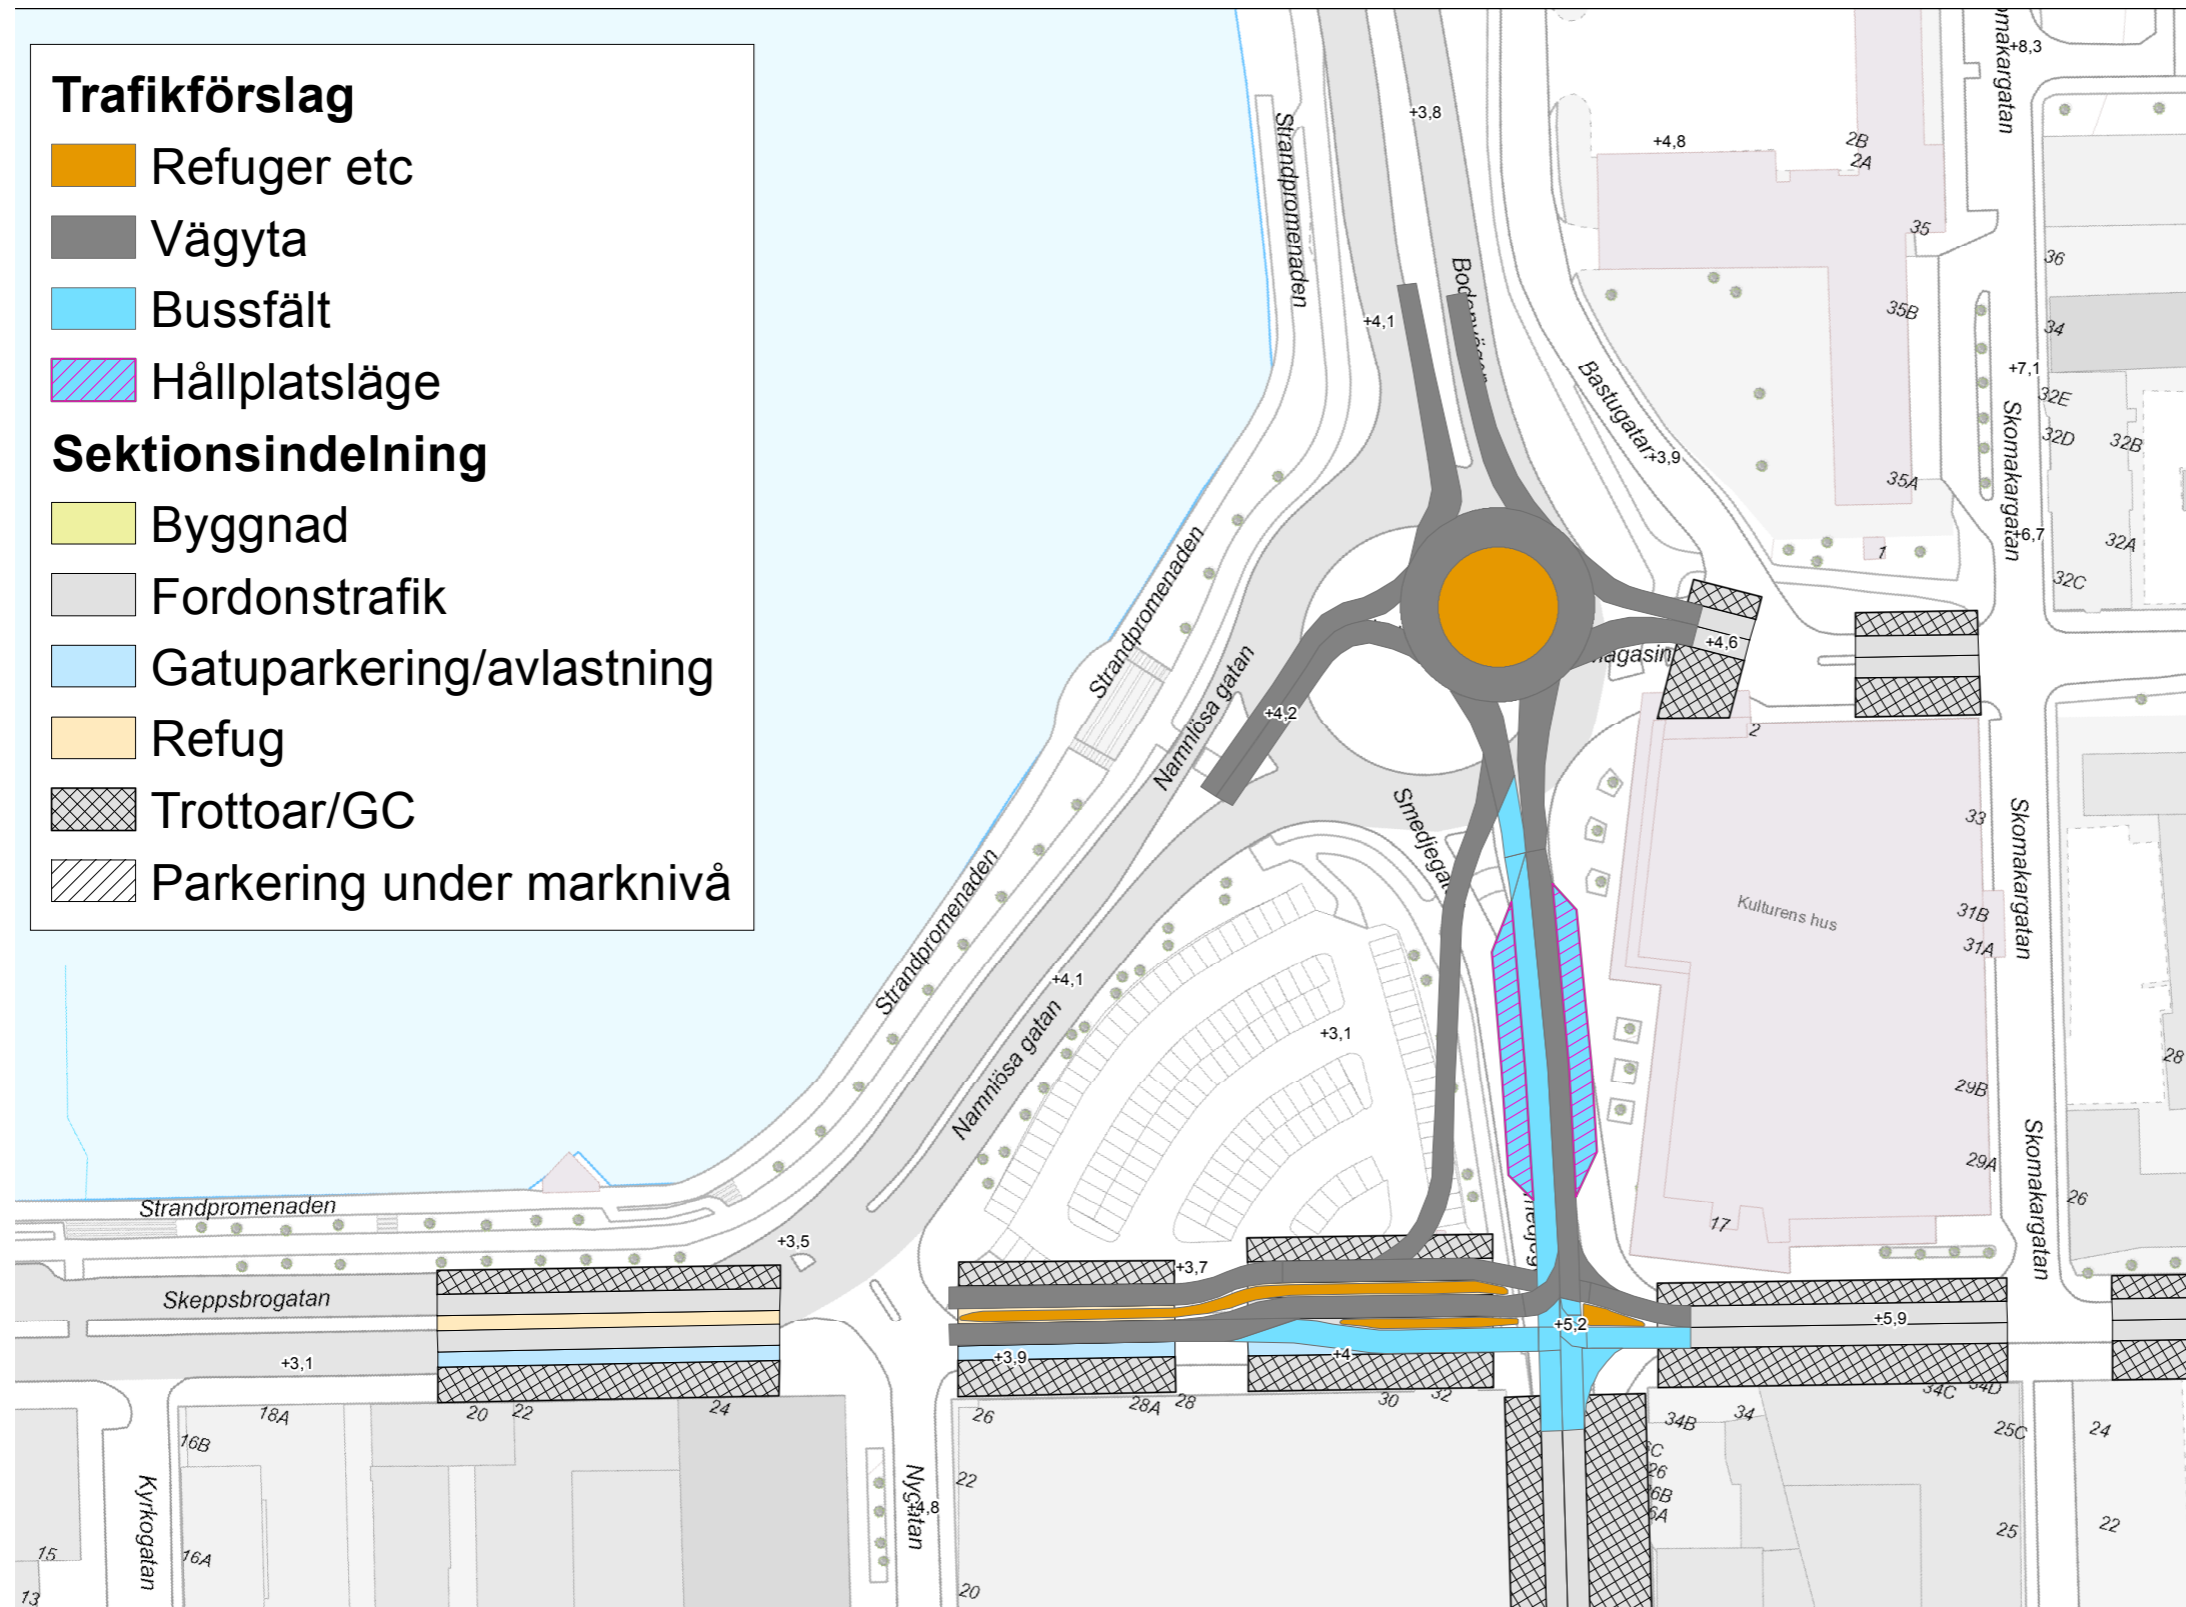 Trafikförslag
Refuger etc
Vägyta
Bussfält
Hållplatsläge
Sektionsindelning
Byggnad
Fordonstrafik
Gatuparkering/avlastning
Refug
Trottoar/GC
Parkering under marknivå
omakargatan
+8,3
+3,8
Strandpromenaden
+4,8
2B
2A
35
36
35B
34
+4,1
+7,1
Bastugatan
32E
32D
32B
+3,9
35A
Skomakargatan
+6,7
32A
1
32C
Strandpromenaden
+4,6
Namnlösa gatan
+4,2
2
33
Skomakargatan
Kulturens hus
31B
31A
Strandpromenaden
+4,1
+3,1
Namnlösa gatan
28
29B
29A
Skomakargatan
26
17
Strandpromenaden
+3,5
+3,7
Skeppsbrogatan
+3,1
+3,9
+4
+5,2
+5,9
18A
20
22
24
26
28A
28
30
32
34B
34
34C
34D
25C
24
16B
Kyrkogatan
22
Nygatan
+4,8
26
25
22
15
16A
13
20